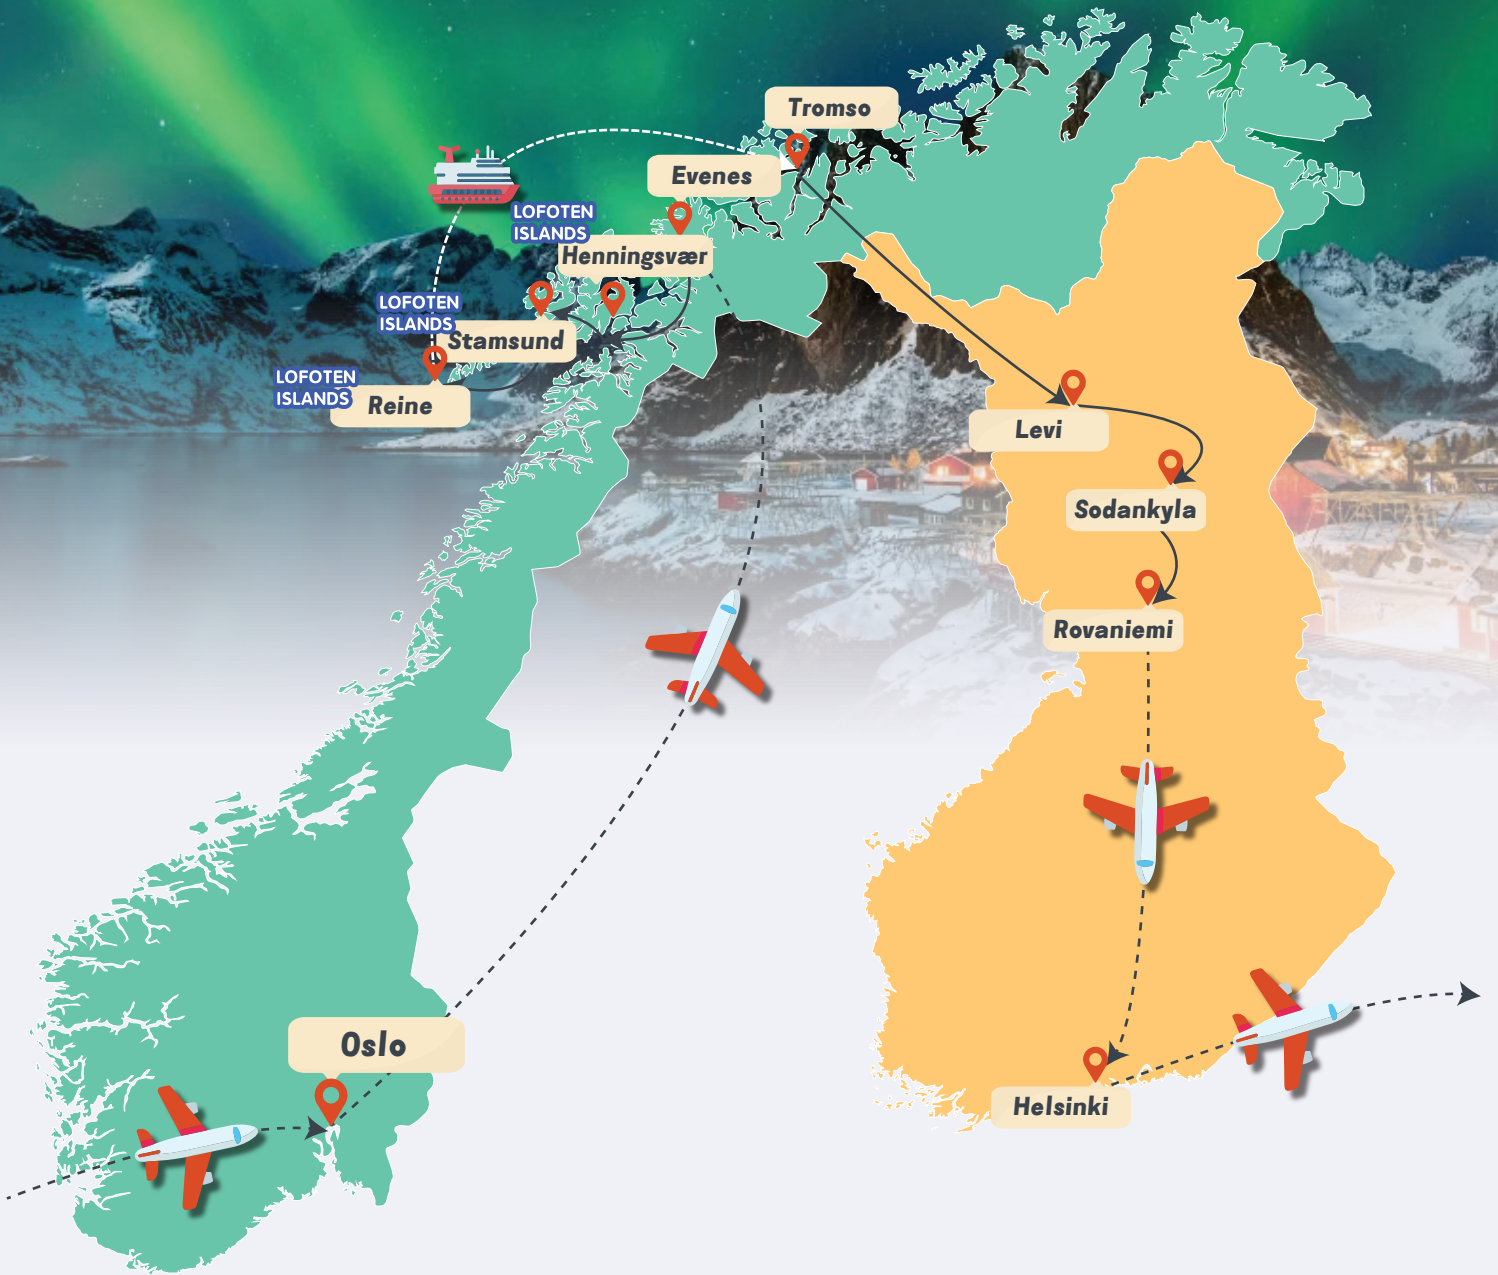 Tromso
Evenes
LOFOTEN
ISLANDS
Henningsvær
LOFOTEN
ISLANDS
Stamsund
LOFOTEN
ISLANDS
Reine
Levi
Sodankyla
Rovaniemi
Oslo
Helsinki